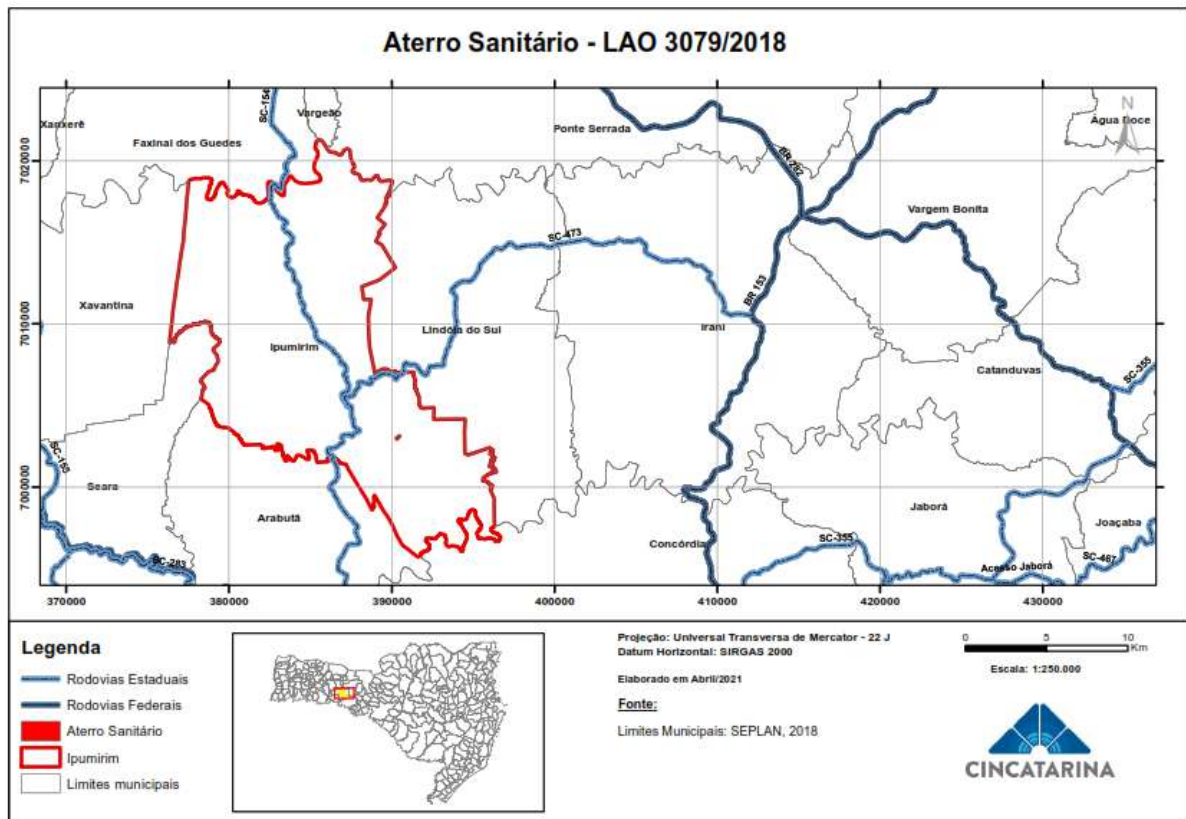 Aterro Sanitário - LAO 3079/2018
N
SC-154
Vargeão
Xanxerê
Faxinal dos Guedes
Ponte Serrada
Água Doce
7020000
BR 282
Vargem Bonita
SC-473
Xavantina
BR 153
7010000
Lindóia do Sul
Irani
Ipumirim
Catanduvas
SC-355
SC-155
7000000
Seara
Arabutã
Jaborá
Joaçaba
Concórdia
SC-355
SC-283
Acesso Jaborá
SC-467
370000
380000
390000
400000
410000
420000
430000
Legenda
Rodovias Estaduais
Rodovias Federais
Aterro Sanitário
Ipumirim
Limites municipais
Projeção: Universal Transversa de Mercator - 22 J
Datum Horizontal: SIRGAS 2000
Elaborado em Abril/2021
Fonte:
Limites Municipais: SEPLAN, 2018
0 5 10
Km
Escala: 1:250.000
CINCATARINA